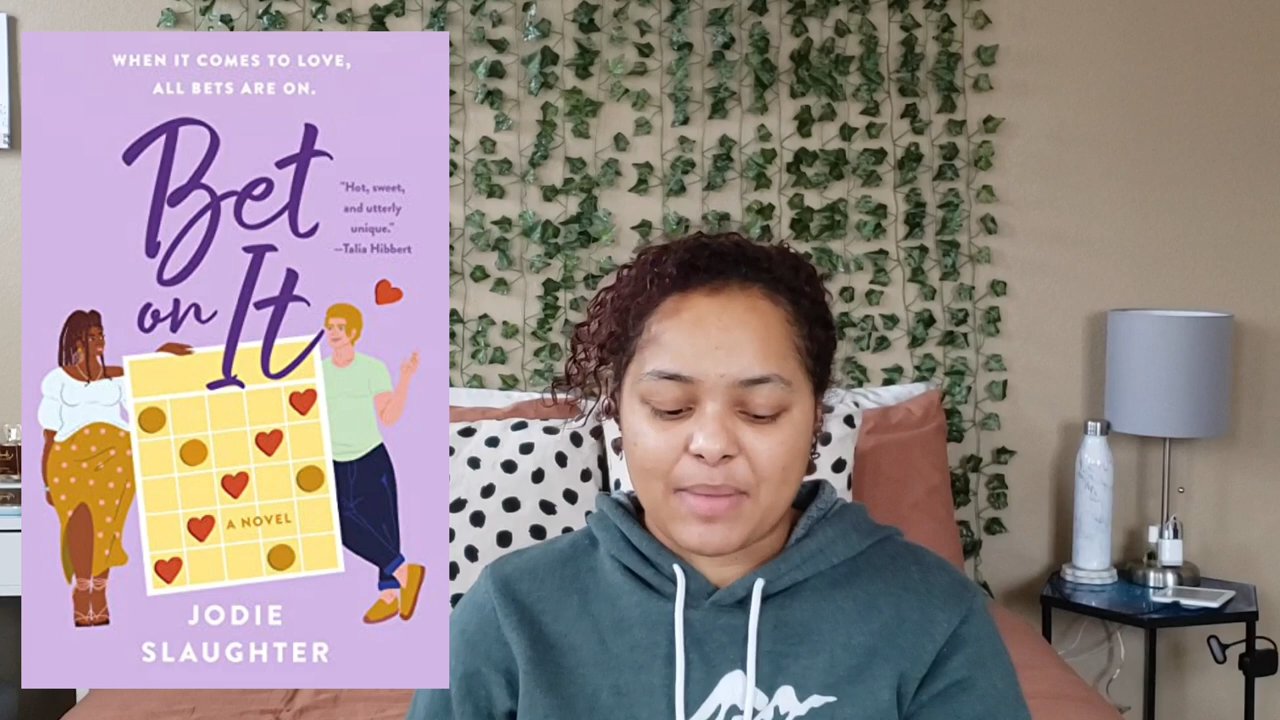 WHEN IT COMES TO LOVE,
ALL BETS ARE ON.
Bet
on It
"Hot, sweet,
and utterly
unique."
—Talia Hibbert
A NOVEL
JODIE
SLAUGHTER